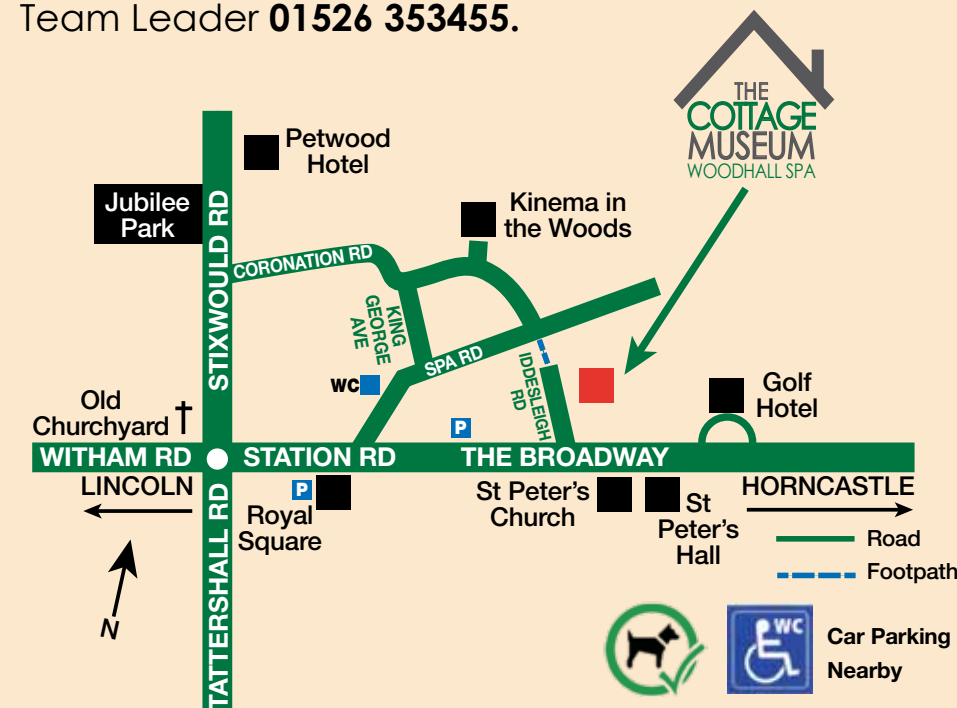 Team Leader 01526 353455.
THE
COTTAGE
MUSEUM
WOODHALL SPA
Petwood
Hotel
Jubilee
Park
STIXWOULD RD
Kinema in
the Woods
CORONATION RD
KING
GEORGE
AVE
SPA RD
IDDESLEIGH
RD
WC
Old
Churchyard
Golf
Hotel
P
WITHAM RD
STATION RD
THE BROADWAY
LINCOLN
P
Royal
Square
St Peter's
Church
St
Peter's
Hall
HORNCASTLE
TATTERSHALL RD
N
Road
Footpath
WC
Car Parking
Nearby